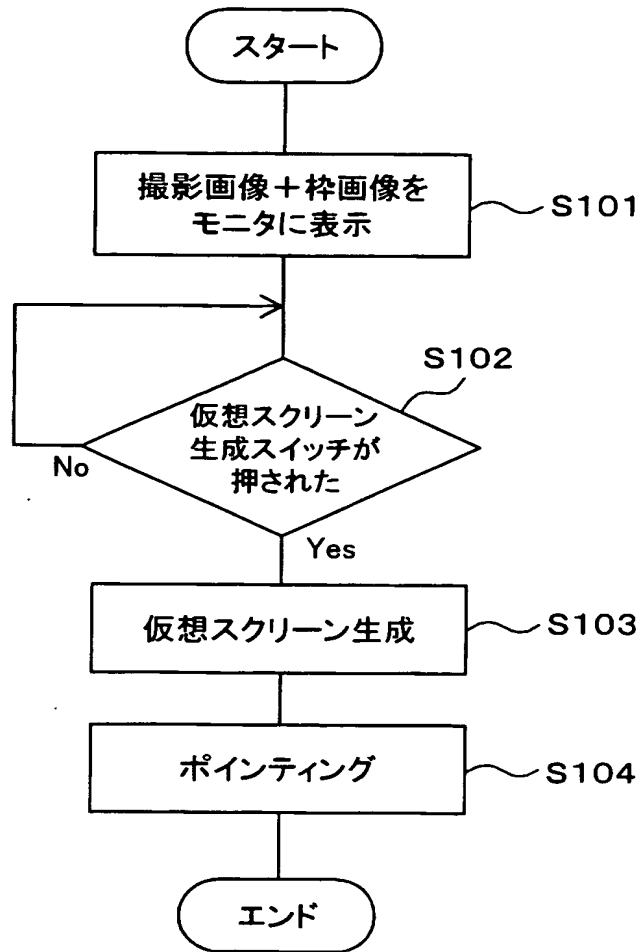 スタート
撮影画像＋枠画像を
モニタに表示
S101
S102
仮想スクリーン
生成スイッチが
押された
No
Yes
仮想スクリーン生成
S103
ポインティング
S104
エンド